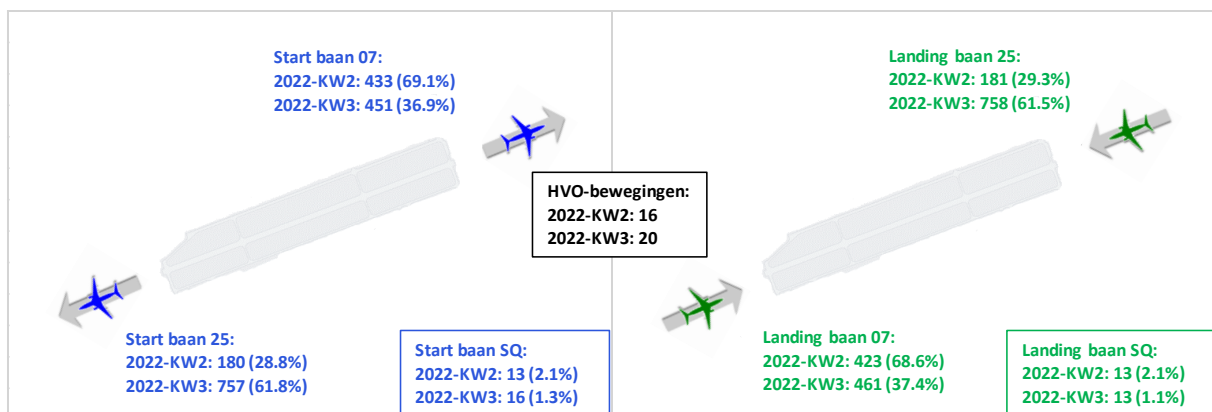 Start baan 07:
2022-KW2: 433 (69.1%)
2022-KW3: 451 (36.9%)
Landing baan 25:
2022-KW2: 181 (29.3%)
2022-KW3: 758 (61.5%)
HVO-bewegingen:
2022-KW2: 16
2022-KW3: 20
Start baan 25:
2022-KW2: 180 (28.8%)
2022-KW3: 757 (61.8%)
Start baan SQ:
2022-KW2: 13 (2.1%)
2022-KW3: 16 (1.3%)
Landing baan 07:
2022-KW2: 423 (68.6%)
2022-KW3: 461 (37.4%)
Landing baan SQ:
2022-KW2: 13 (2.1%)
2022-KW3: 13 (1.1%)